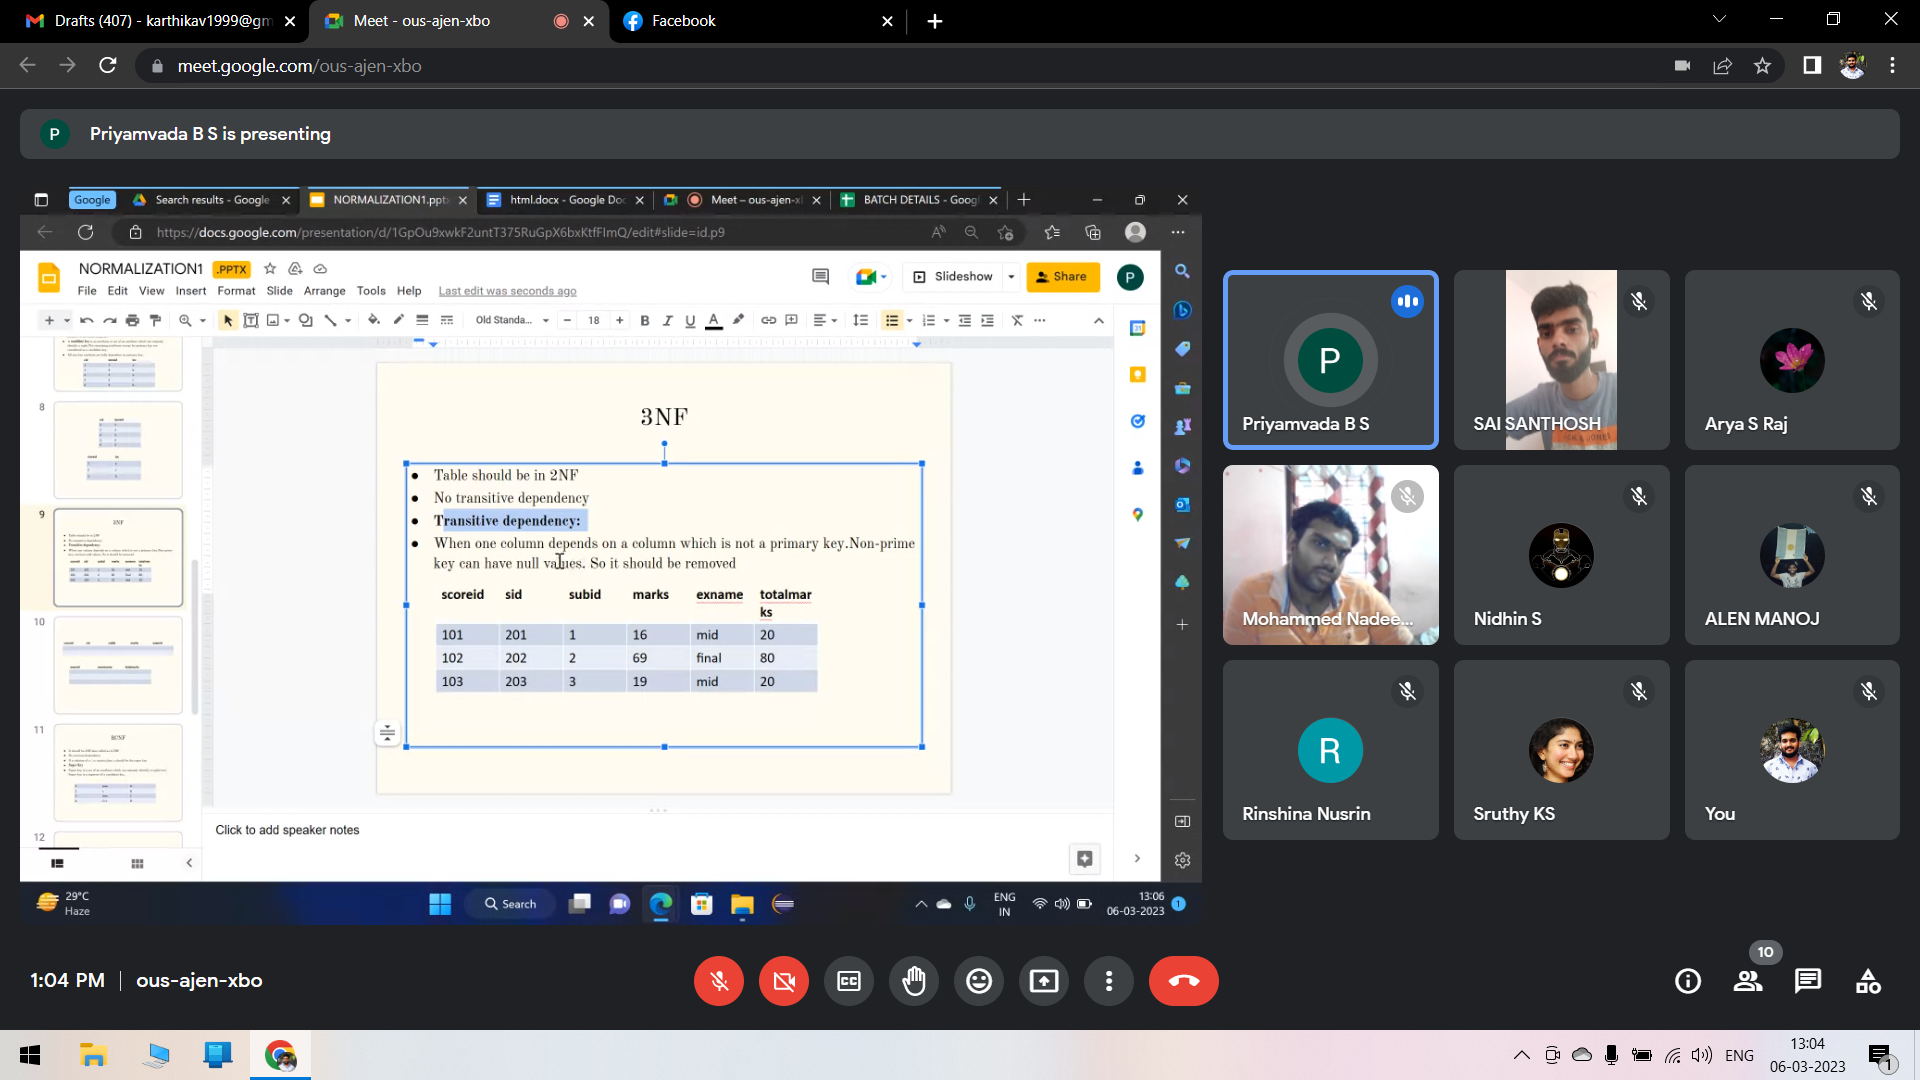 Drafts (407) - karthikav1999@gm
Meet - ous-ajen-xbo
Facebook
meet.google.com/ous-ajen-xbo
P
Priyamvada B S is presenting
Google
Search results - Google
NORMALIZATION1.ppt
html.docx - Google Doc
Meet – ous-ajen-x
BATCH DETAILS - Goog
https://docs.google.com/presentation/d/1GpOu9xwkF2untT375RuGpX6bxKtfFImQ/edit#slide=id.p9
NORMALIZATION1 .PPTX
File Edit View Insert Format Slide Arrange Tools Help Last edit was seconds ago
Slideshow
Share
P
Old Standa...
18
B I U A
8
9
10
11
12
3NF
Table should be in 2NF
No transitive dependency
Transitive dependency:
When one column depends on a column which is not a primary key.Non-prime
key can have null values. So it should be removed
scoreid sid subid marks exname totalmar
ks
101 201 1 16 mid 20
102 202 2 69 final 80
103 203 3 19 mid 20
Click to add speaker notes
29°C
Haze
Search
ENG
IN
13:06
06-03-2023
1
P
Priyamvada B S
SAI SANTHOSH
Arya S Raj
Mohammed Nadee...
Nidhin S
ALEN MANOJ
R
Rinshina Nusrin
Sruthy KS
You
1:04 PM
ous-ajen-xbo
10
ENG
13:04
06-03-2023
1